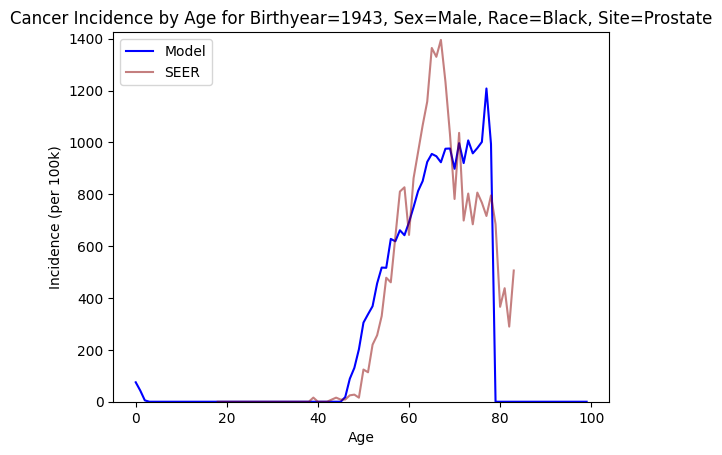 Cancer Incidence by Age for Birthyear=1943, Sex=Male, Race=Black, Site=Prostate
Model
SEER
1400
1200
1000
800
600
400
200
0
Incidence (per 100k)
0 20 40 60 80 100
Age